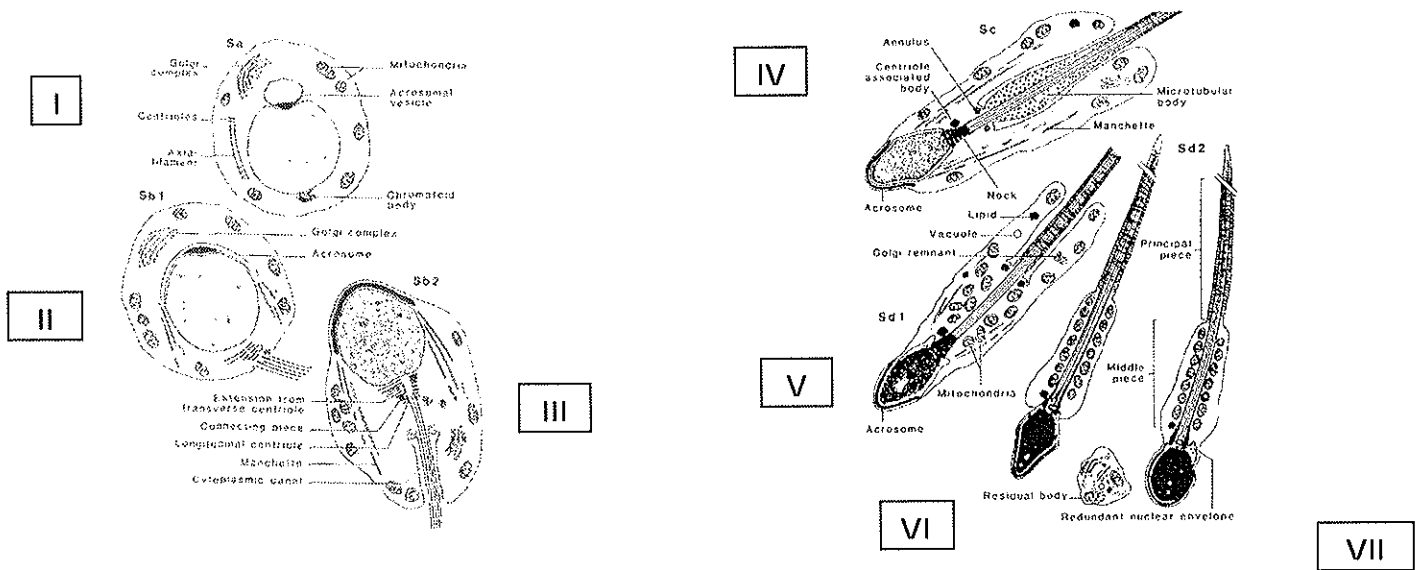 I
Sa
Golgi
complex
Mitochondria
Acrosomal
vesicle
Centrioles
Axial
filament
Chromatoid
body
Sb1
Golgi complex
Acrosome
II
Sb2
III
Extension from
transverse centriole
Connecting piece
Longitudinal centriole
Manchette
Cytoplasmic canal
IV
Sc
Annulus
Centriole
associated
body
Microtubular
body
Manchette
Sd2
Neck
Acrosome
Lipid
Vacuole
Golgi remnant
Principal
piece
Sd1
V
Middle
piece
Mitochondria
Acrosome
Residual body
Redundant nuclear envelope
VI
VII